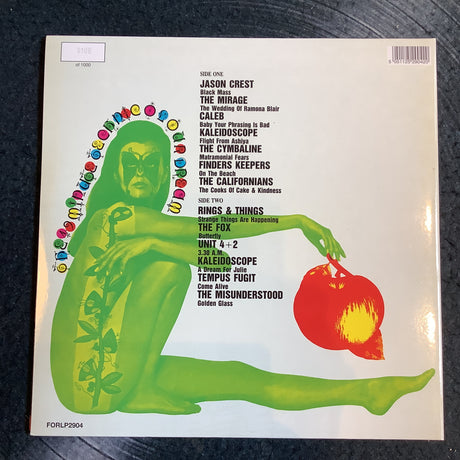 of 1000
SIDE ONE
JASON CREST
Black Mass
THE MIRAGE
The Wedding Of Ramona Blair
CALEB
Baby Your Phrasing Is Bad
KALEIDOSCOPE
Flight From Ashiya
THE CYMBALINE
Matramonial Fears
FINDERS KEEPERS
On The Beach
THE CALIFORNIANS
The Cooks Of Cake & Kindness
SIDE TWO
RINGS & THINGS
Strange Things Are Happening
THE FOX
Butterfly
UNIT 4+2
3.30 A.M.
KALEIDOSCOPE
A Dream For Julie
TEMPUS FUGIT
Come Alive
THE MISUNDERSTOOD
Golden Glass
FORLP2904